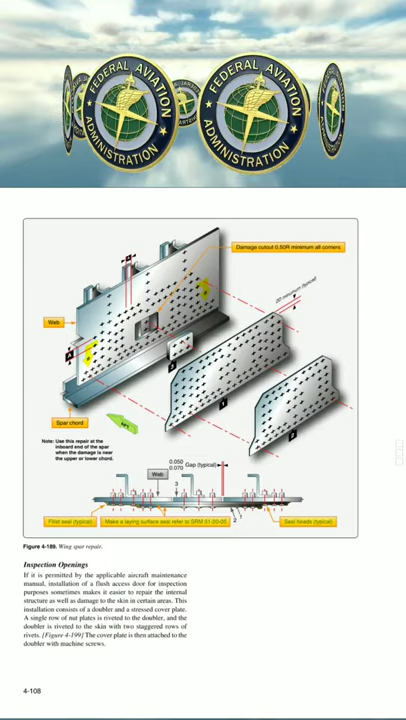 FEDERAL AVIATION
ADMINISTRATION
FEDERAL AVIATION
ADMINISTRATION
Damage cutout 0.50R minimum all corners
20 minimum (typical)
Web
Spar chord
Note: Use this repair at the
inboard end of the spar
when the damage is near
the upper or lower chord.
0.050
0.070
Gap (typical)
Web
3
1
2
Fillet seal (typical)
Make a faying surface seal refer to SRM 51-20-05
Seal heads (typical)
Figure 4-189. Wing spar repair.
Inspection Openings
If it is permitted by the applicable aircraft maintenance
manual, installation of a flush access door for inspection
purposes sometimes makes it easier to repair the internal
structure as well as damage to the skin in certain areas. This
installation consists of a doubler and a stressed cover plate.
A single row of nut plates is riveted to the doubler, and the
doubler is riveted to the skin with two staggered rows of
rivets. [Figure 4-199] The cover plate is then attached to the
doubler with machine screws.
4-108